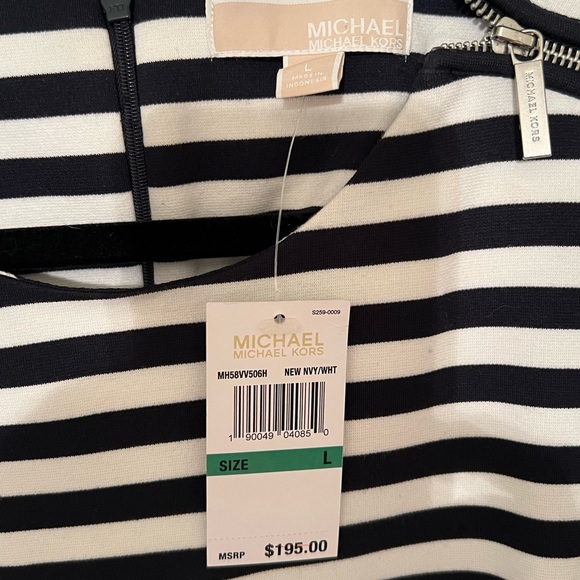 MICHAEL
MICHAEL KORS
L
MADE IN
INDONESIA
MICHAEL KORS
S259-0009
MICHAEL
MICHAEL KORS
MH58VV506H NEW NVY/WHT
1 90049 04085 0
SIZE L
MSRP $195.00